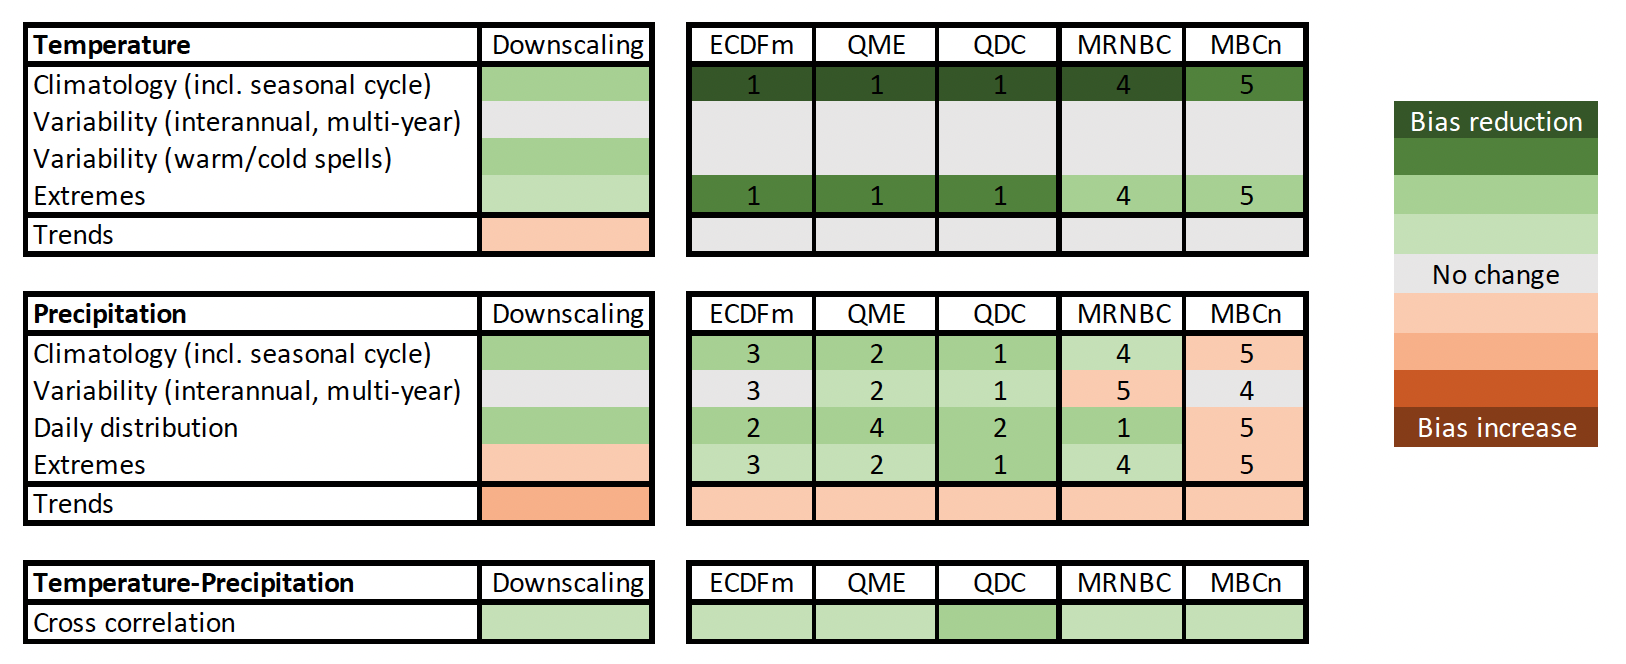 Temperature Downscaling ECDFm QME QDC MRNBC MBCn
Climatology (incl. seasonal cycle) 1 1 1 4 5
Variability (interannual, multi-year)
Variability (warm/cold spells)
Extremes 1 1 1 4 5
Trends
Precipitation Downscaling ECDFm QME QDC MRNBC MBCn
Climatology (incl. seasonal cycle) 3 2 1 4 5
Variability (interannual, multi-year) 3 2 1 5 4
Daily distribution 2 4 2 1 5
Extremes 3 2 1 4 5
Trends
Temperature-Precipitation Downscaling ECDFm QME QDC MRNBC MBCn
Cross correlation
Bias reduction
No change
Bias increase